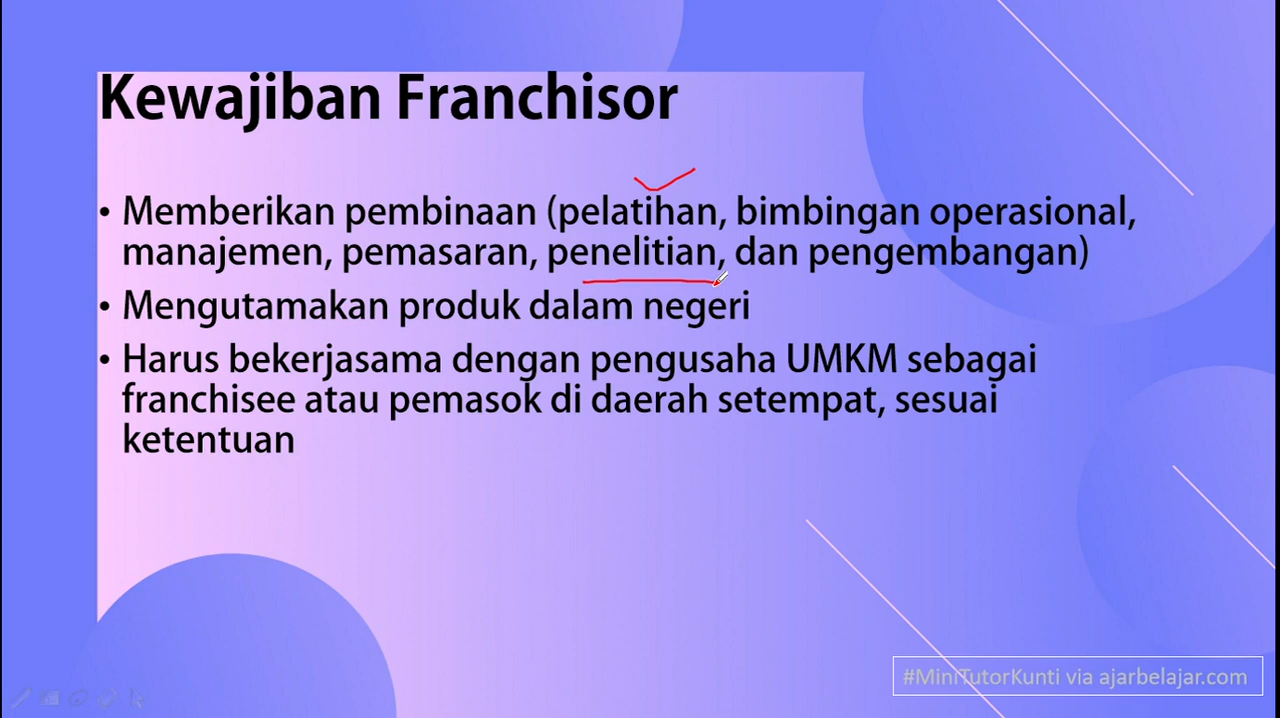 Kewajiban Franchisor
• Memberikan pembinaan (pelatihan, bimbingan operasional,
manajemen, pemasaran, penelitian, dan pengembangan)
• Mengutamakan produk dalam negeri
• Harus bekerjasama dengan pengusaha UMKM sebagai
franchisee atau pemasok di daerah setempat, sesuai
ketentuan
#MiniTutorKunti via ajarbelajar.com